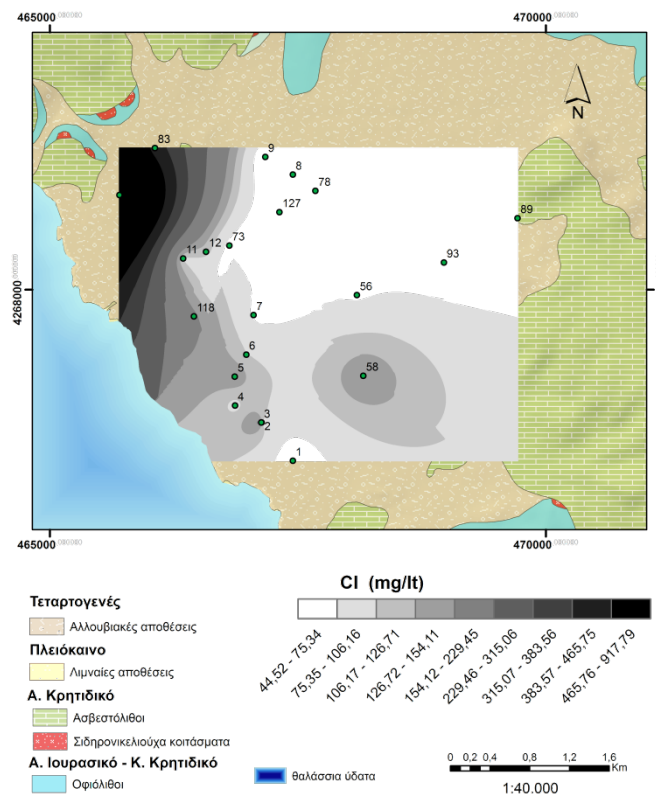 465000
470000
N
83
9
8
78
127
89
73
12
11
93
56
118
7
6
5
58
4
3
2
1
4268000
4268000
465000
470000
Cl (mg/lt)
44,52 - 75,34
75,35 - 106,16
106,17 - 126,71
126,72 - 154,11
154,12 - 229,45
229,46 - 315,06
315,07 - 383,56
383,57 - 465,75
465,76 - 917,79
Τεταρτογενές
Αλλουβιακές αποθέσεις
Πλειόκαινο
Λιμναίες αποθέσεις
Α. Κρητιδικό
Ασβεστόλιθοι
Σιδηρονικελιούχα κοιτάσματα
Α. Ιουρασικό - Κ. Κρητιδικό
Οφιόλιθοι
θαλάσσια ύδατα
0 0,2 0,4 0,8 1,2 1,6
Km
1:40.000